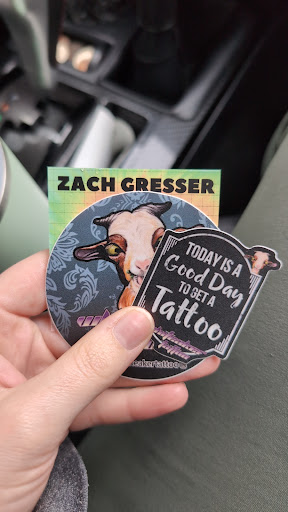 ZACH GRESSER
TODAY IS A
Good Day
TO GET A
Tattoo